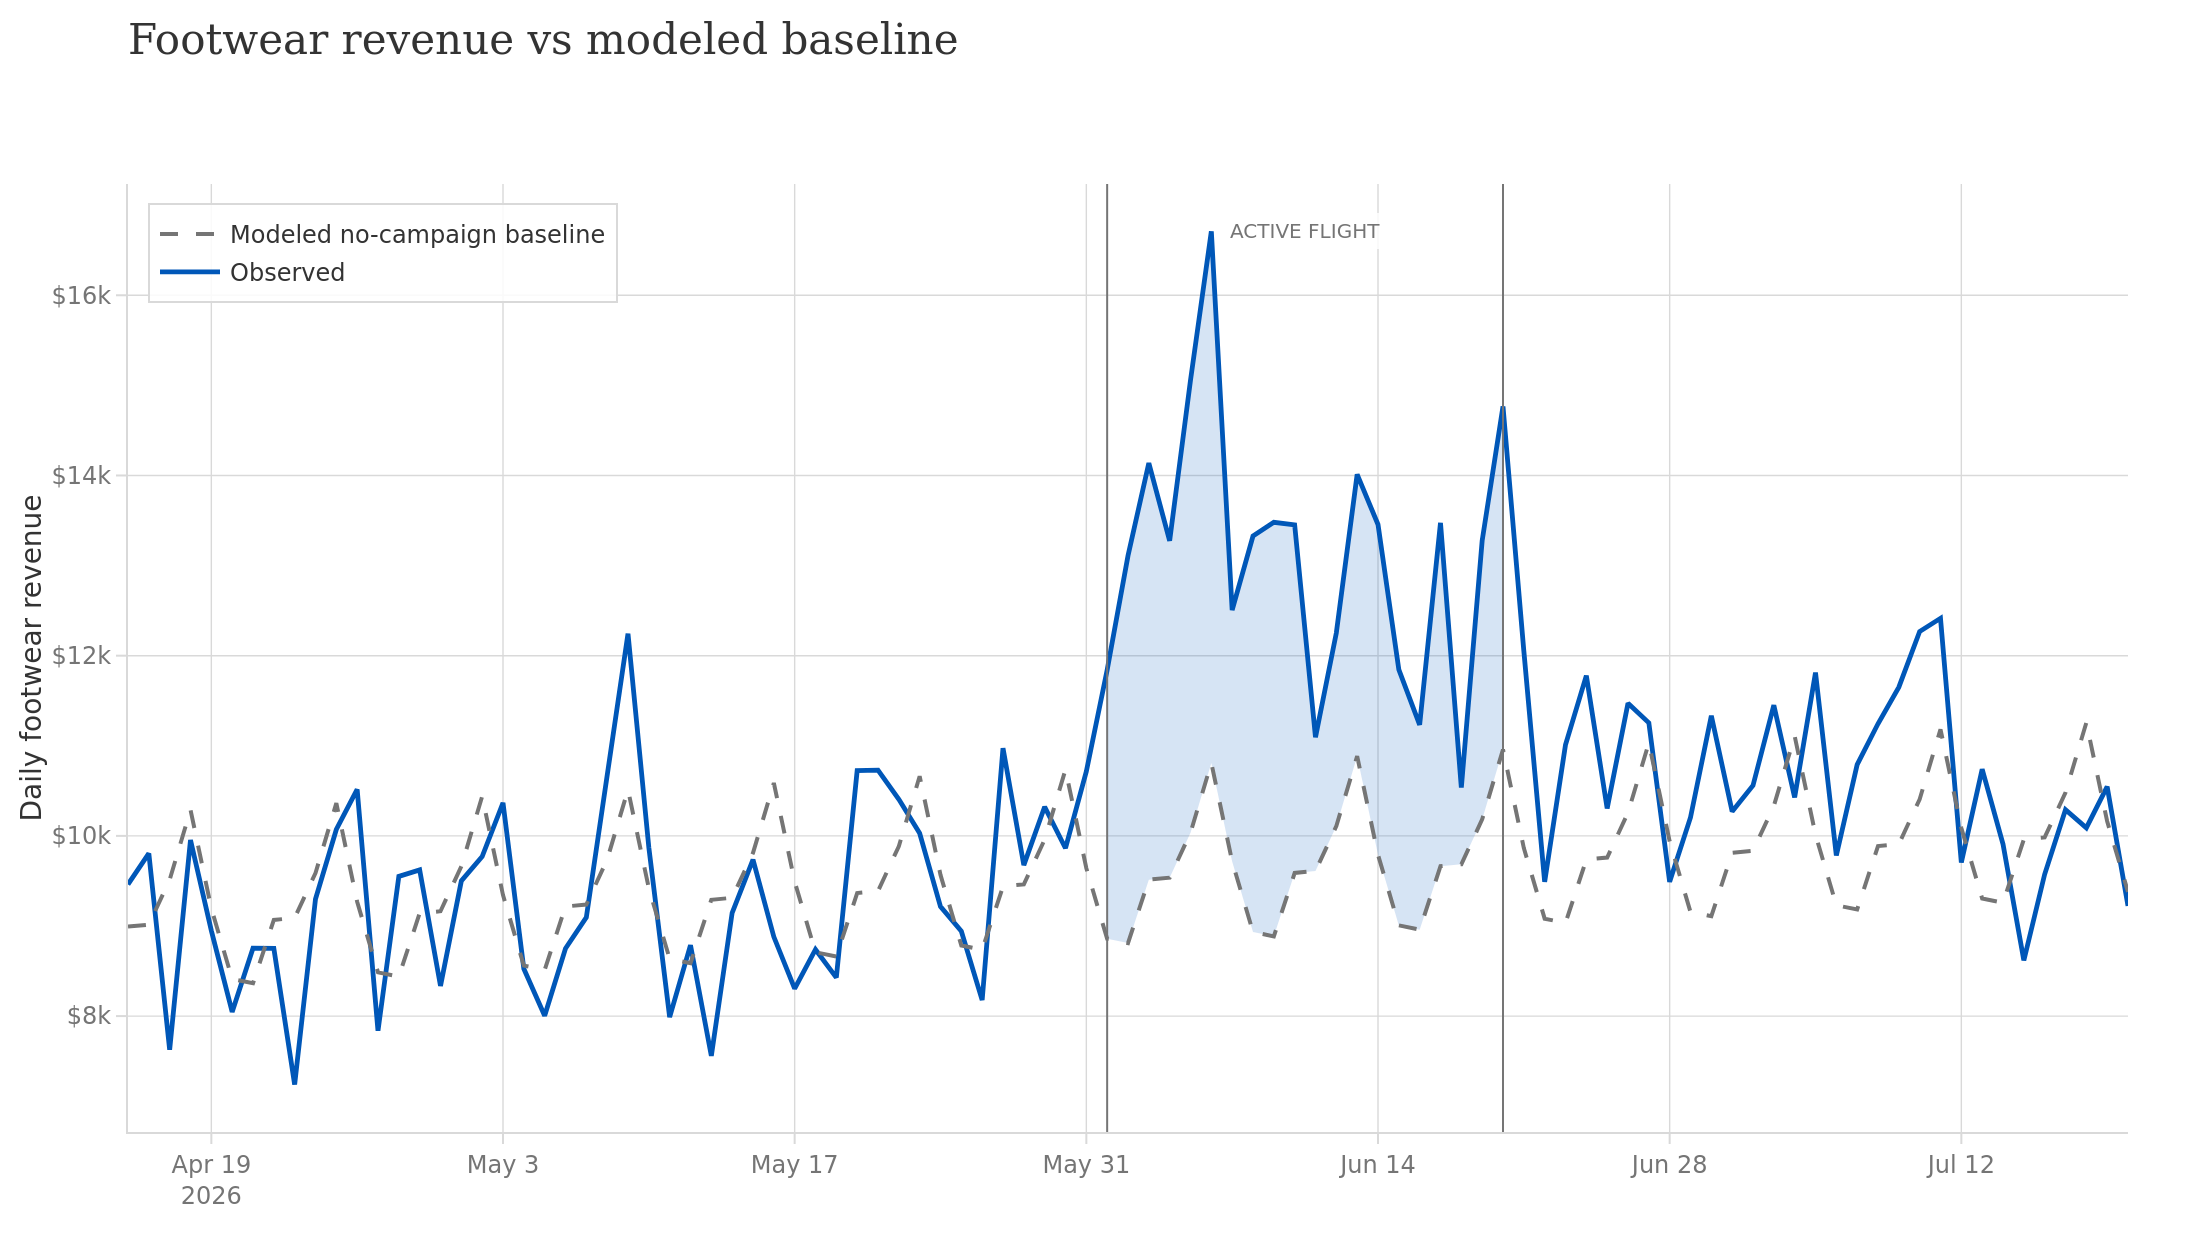 Footwear revenue vs modeled baseline
Modeled no-campaign baseline
Observed
ACTIVE FLIGHT
Daily footwear revenue
$16k
$14k
$12k
$10k
$8k
Apr 19
2026
May 3
May 17
May 31
Jun 14
Jun 28
Jul 12